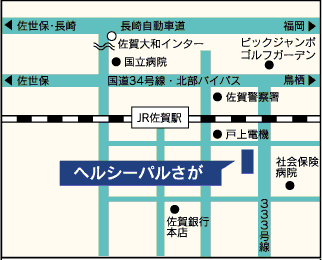 佐世保・長崎
長崎自動車道
福岡
佐賀大和インター
国立病院
ビックジャンボ
ゴルフガーデン
佐世保
国道34号線・北部バイパス
鳥栖
佐賀警察署
JR佐賀駅
戸上電機
ヘルシーパルさが
社会保険
病院
佐賀銀行
本店
333号線